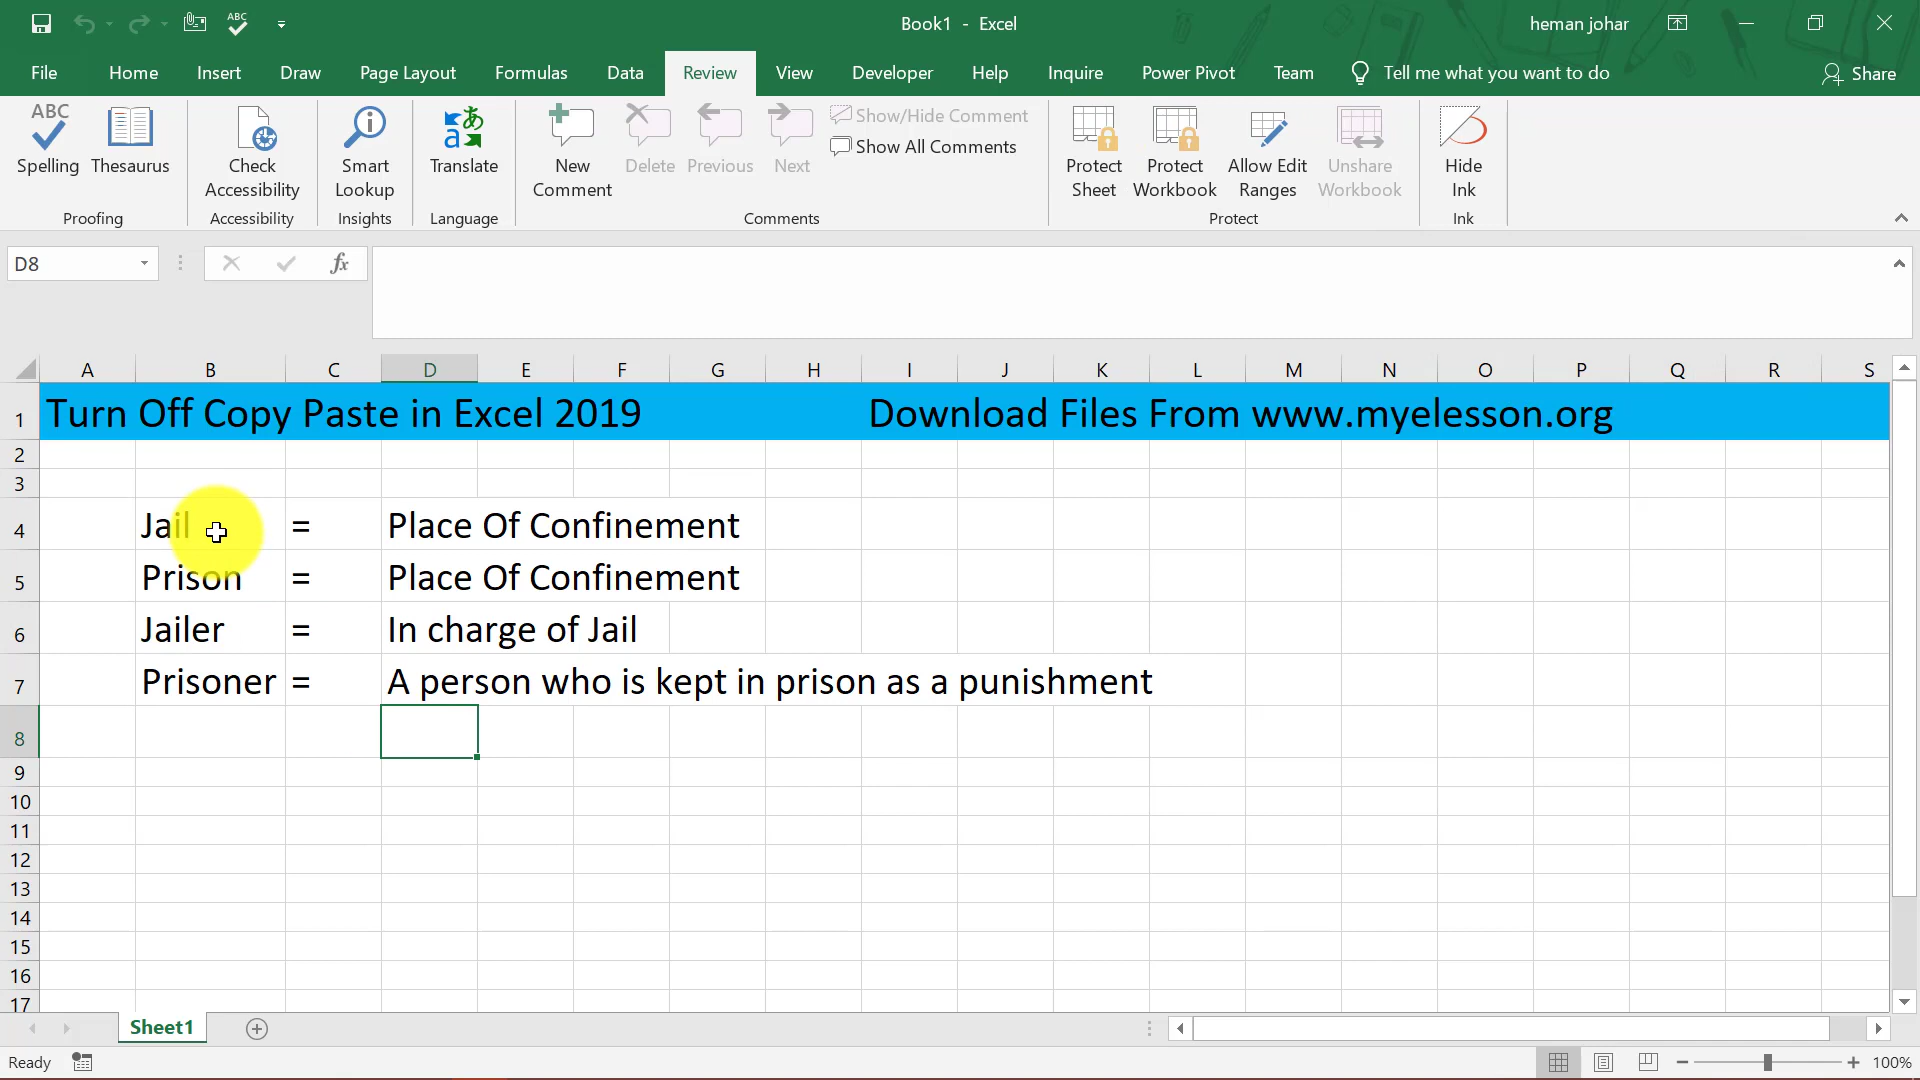 ABC
Book1 - Excel
heman johar
File Home Insert Draw Page Layout Formulas Data Review View Developer Help Inquire Power Pivot Team Tell me what you want to do Share
ABC
Spelling Thesaurus Check Accessibility Smart Lookup Translate New Comment Delete Previous Next Show/Hide Comment Show All Comments Protect Sheet Protect Workbook Allow Edit Ranges Unshare Workbook Hide Ink
Proofing Accessibility Insights Language Comments Protect Ink
D8 fx
A B C D E F G H I J K L M N O P Q R S
1 Turn Off Copy Paste in Excel 2019 Download Files From www.myelesson.org
2
3
4 Jail = Place Of Confinement
5 Prison = Place Of Confinement
6 Jailer = In charge of Jail
7 Prisoner = A person who is kept in prison as a punishment
8
9
10
11
12
13
14
15
16
17
Sheet1
Ready 100%